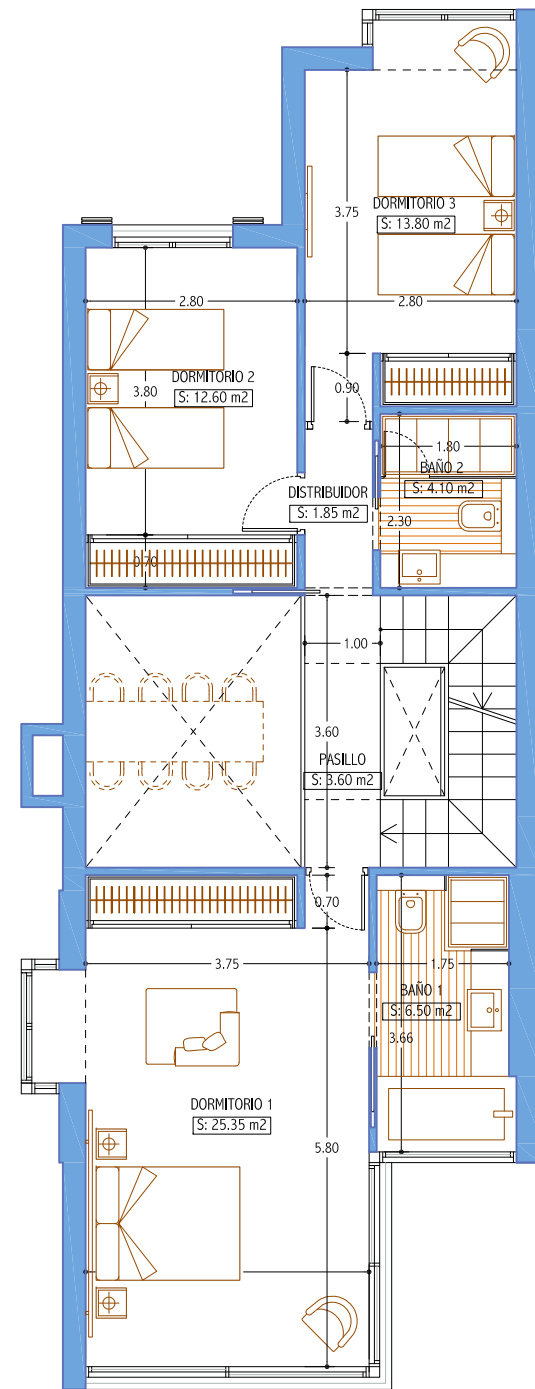 3.75
DORMITORIO 3
S: 13.80 m2
2.80
2.80
DORMITORIO 2
3.80
S: 12.60 m2
0.90
1.80
BAÑO 2
S: 4.10 m2
DISTRIBUIDOR
S: 1.85 m2
2.30
0.70
1.00
3.60
PASILLO
S: 3.60 m2
0.70
3.75
1.75
BAÑO 1
S: 6.50 m2
3.66
DORMITORIO 1
S: 25.35 m2
5.80